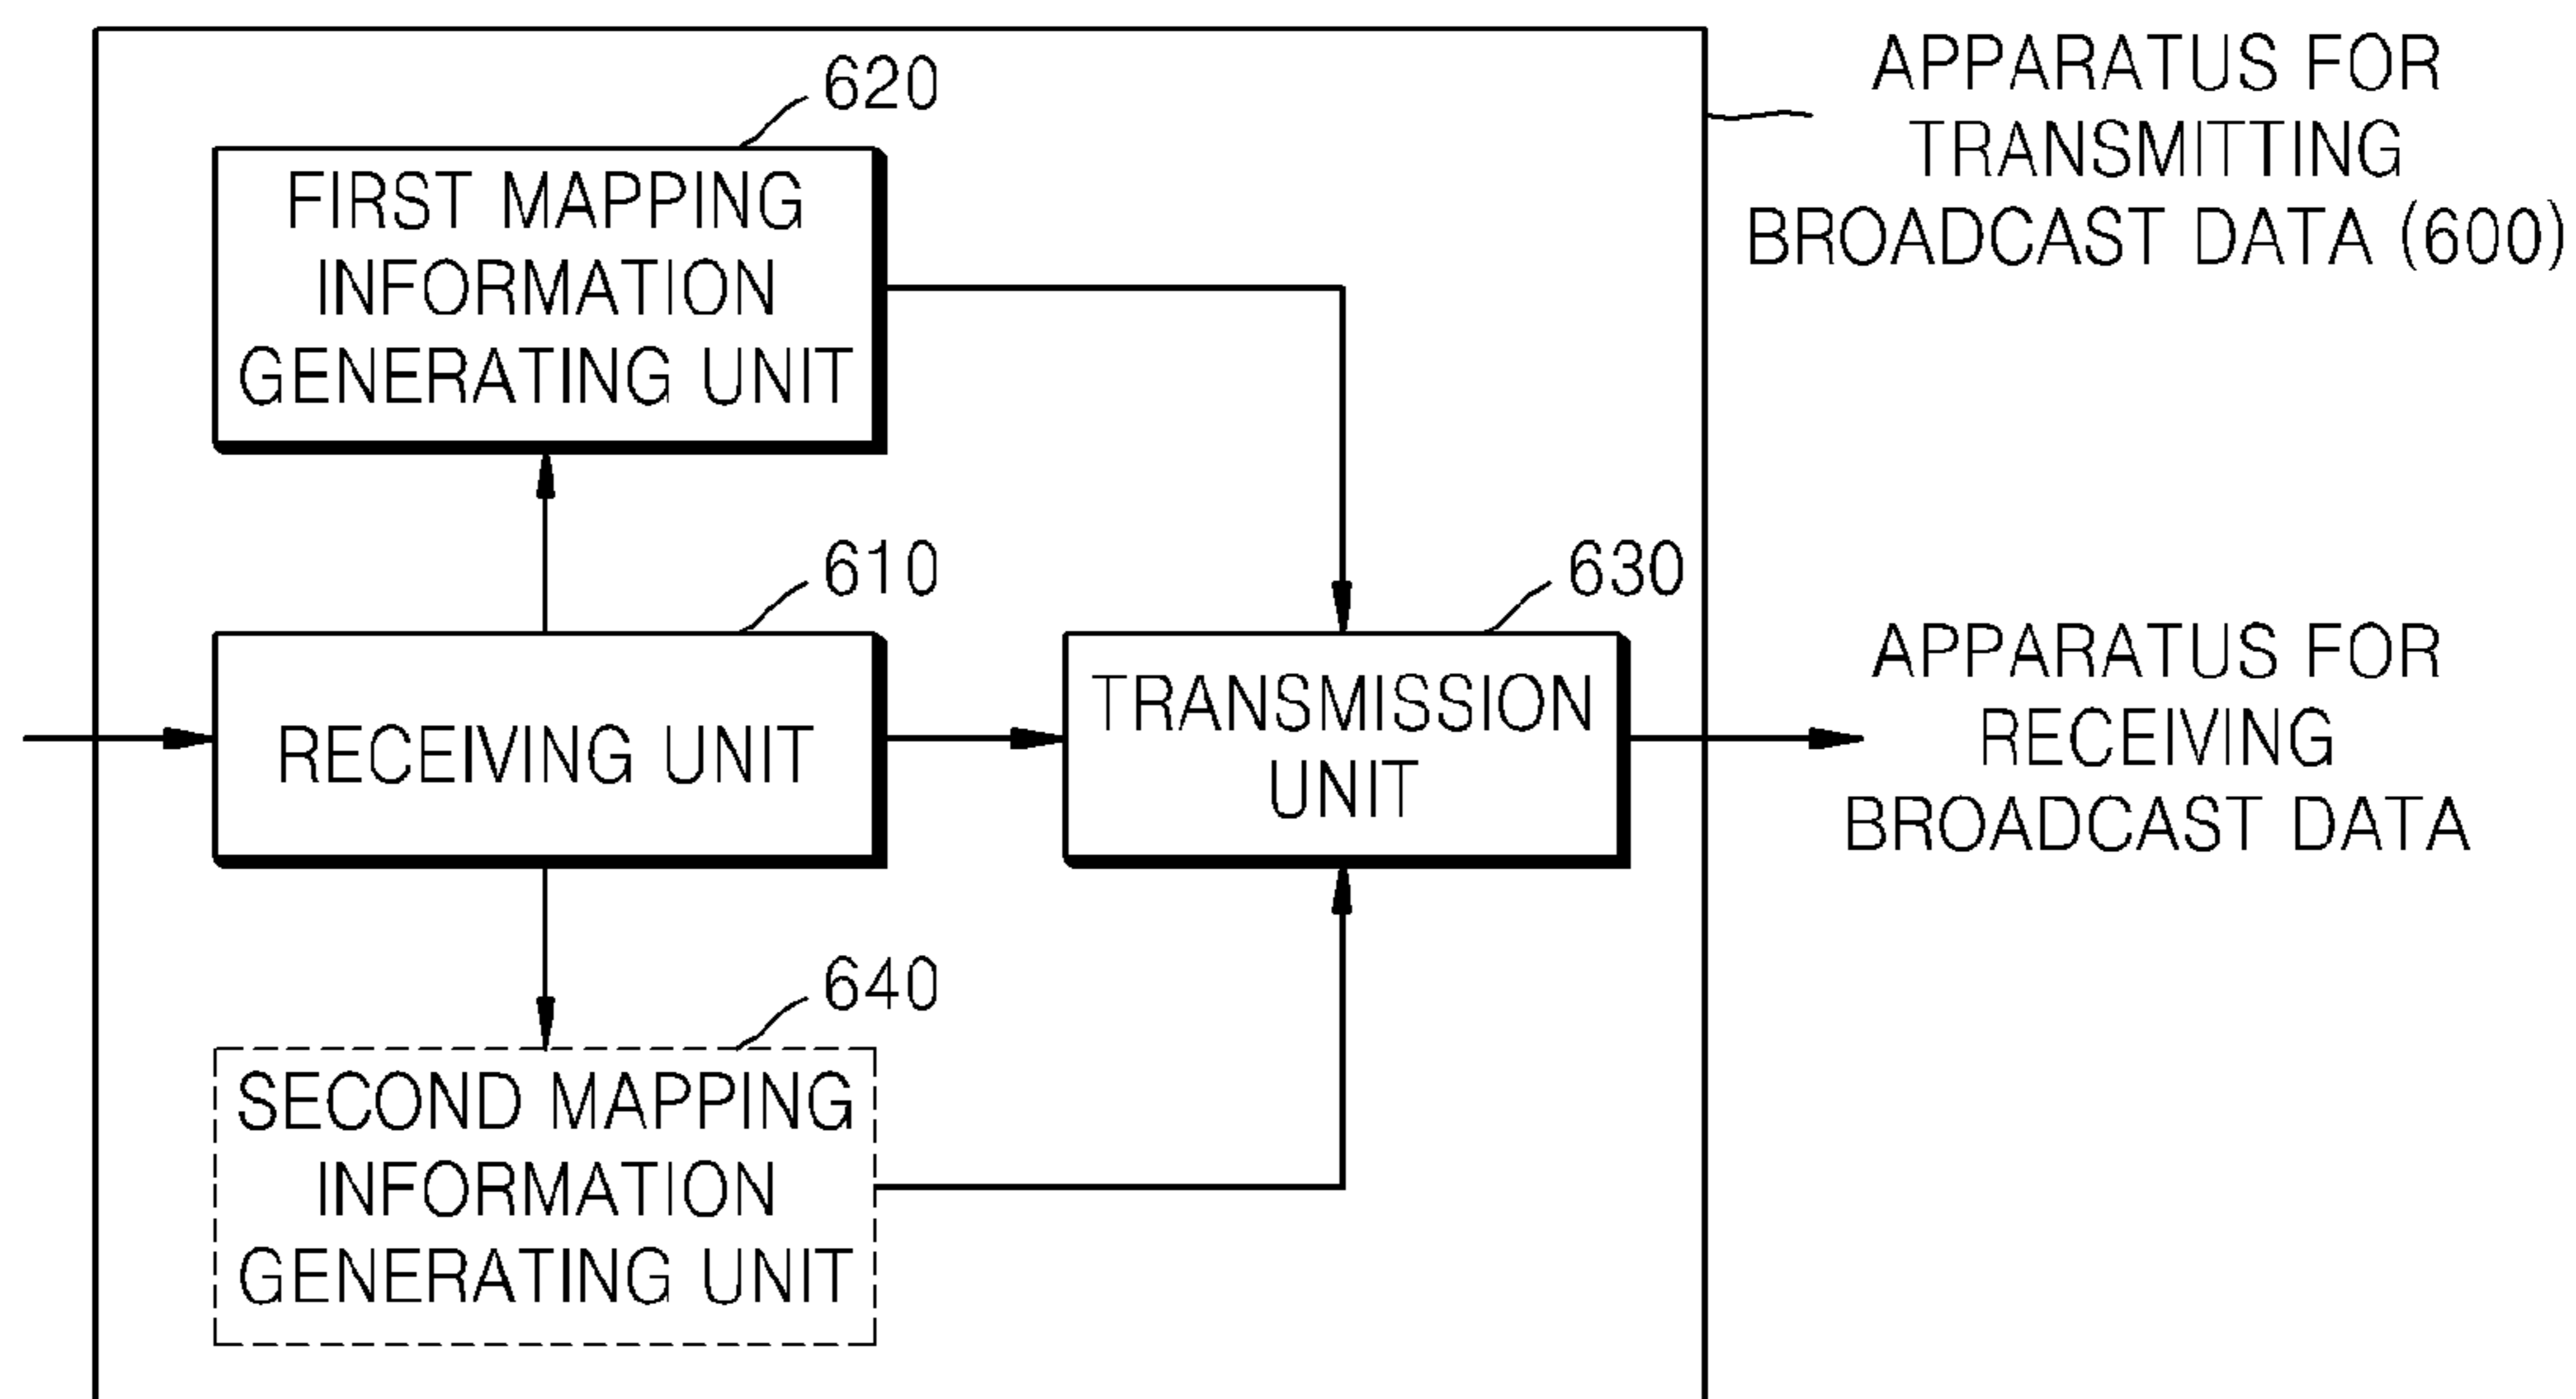 620
FIRST MAPPING
INFORMATION
GENERATING UNIT
APPARATUS FOR
TRANSMITTING
BROADCAST DATA (600)
610
RECEIVING UNIT
630
TRANSMISSION
UNIT
APPARATUS FOR
RECEIVING
BROADCAST DATA
640
SECOND MAPPING
INFORMATION
GENERATING UNIT